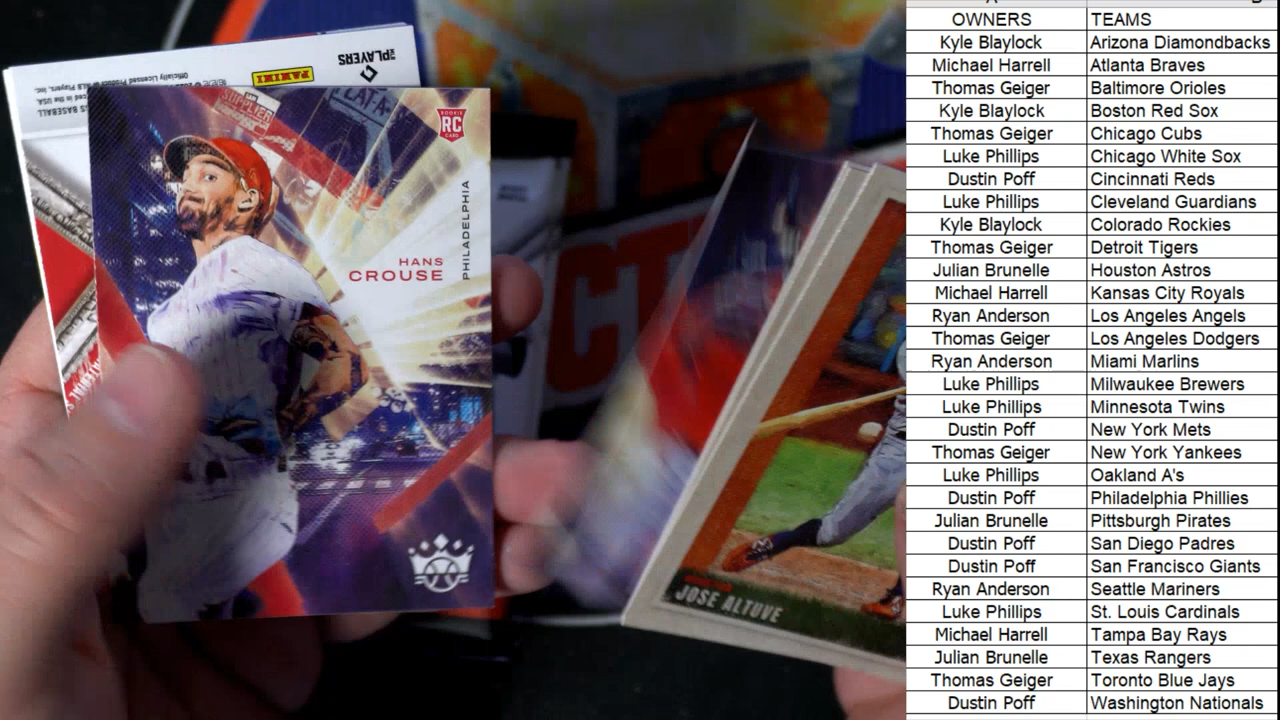 PLAYERS
PANINI
SUPPLIER
CAT-A
ROOKIE
RC
CARD
HANS
CROUSE
PHILADELPHIA
CT
JOSE ALTUVE
OWNERS TEAMS
Kyle Blaylock Arizona Diamondbacks
Michael Harrell Atlanta Braves
Thomas Geiger Baltimore Orioles
Kyle Blaylock Boston Red Sox
Thomas Geiger Chicago Cubs
Luke Phillips Chicago White Sox
Dustin Poff Cincinnati Reds
Luke Phillips Cleveland Guardians
Kyle Blaylock Colorado Rockies
Thomas Geiger Detroit Tigers
Julian Brunelle Houston Astros
Michael Harrell Kansas City Royals
Ryan Anderson Los Angeles Angels
Thomas Geiger Los Angeles Dodgers
Ryan Anderson Miami Marlins
Luke Phillips Milwaukee Brewers
Luke Phillips Minnesota Twins
Dustin Poff New York Mets
Thomas Geiger New York Yankees
Luke Phillips Oakland A's
Dustin Poff Philadelphia Phillies
Julian Brunelle Pittsburgh Pirates
Dustin Poff San Diego Padres
Dustin Poff San Francisco Giants
Ryan Anderson Seattle Mariners
Luke Phillips St. Louis Cardinals
Michael Harrell Tampa Bay Rays
Julian Brunelle Texas Rangers
Thomas Geiger Toronto Blue Jays
Dustin Poff Washington Nationals